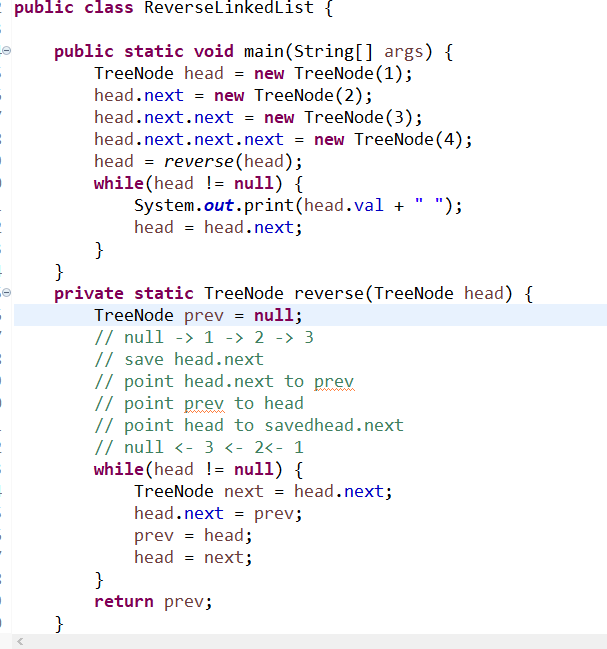 public class ReverseLinkedList {
public static void main(String[] args) {
TreeNode head = new TreeNode(1);
head.next = new TreeNode(2);
head.next.next = new TreeNode(3);
head.next.next.next = new TreeNode(4);
head = reverse(head);
while(head != null) {
System.out.print(head.val + " ");
head = head.next;
}
}
private static TreeNode reverse(TreeNode head) {
TreeNode prev = null;
// null -> 1 -> 2 -> 3
// save head.next
// point head.next to prev
// point prev to head
// point head to savedhead.next
// null <- 3 <- 2<- 1
while(head != null) {
TreeNode next = head.next;
head.next = prev;
prev = head;
head = next;
}
return prev;
}